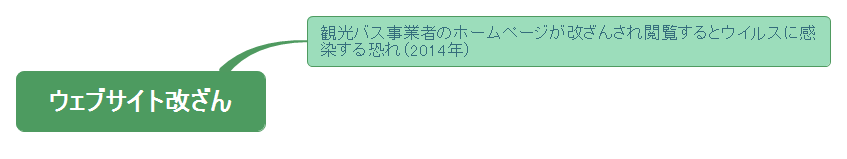 観光バス事業者のホームページが改ざんされ閲覧するとウイルスに感
染する恐れ（2014年）
ウェブサイト改ざん